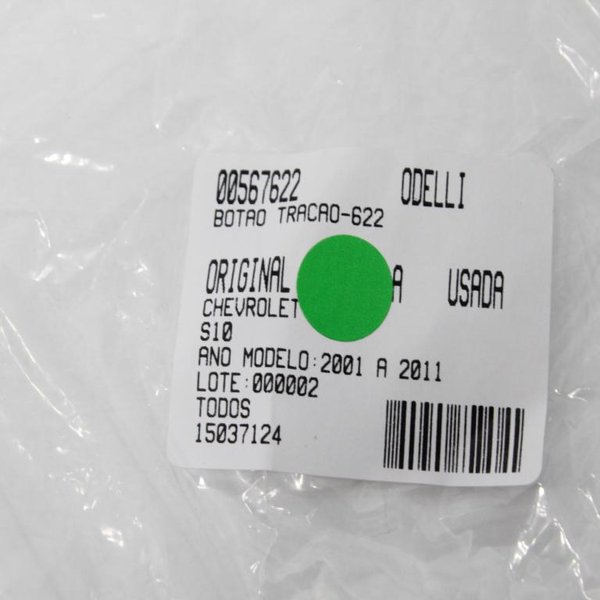 00567622 ODELLI
BOTAO TRACAO-622
ORIGINAL USADA
CHEVROLET
S10
ANO MODELO:2001 A 2011
LOTE:000002
TODOS
15037124